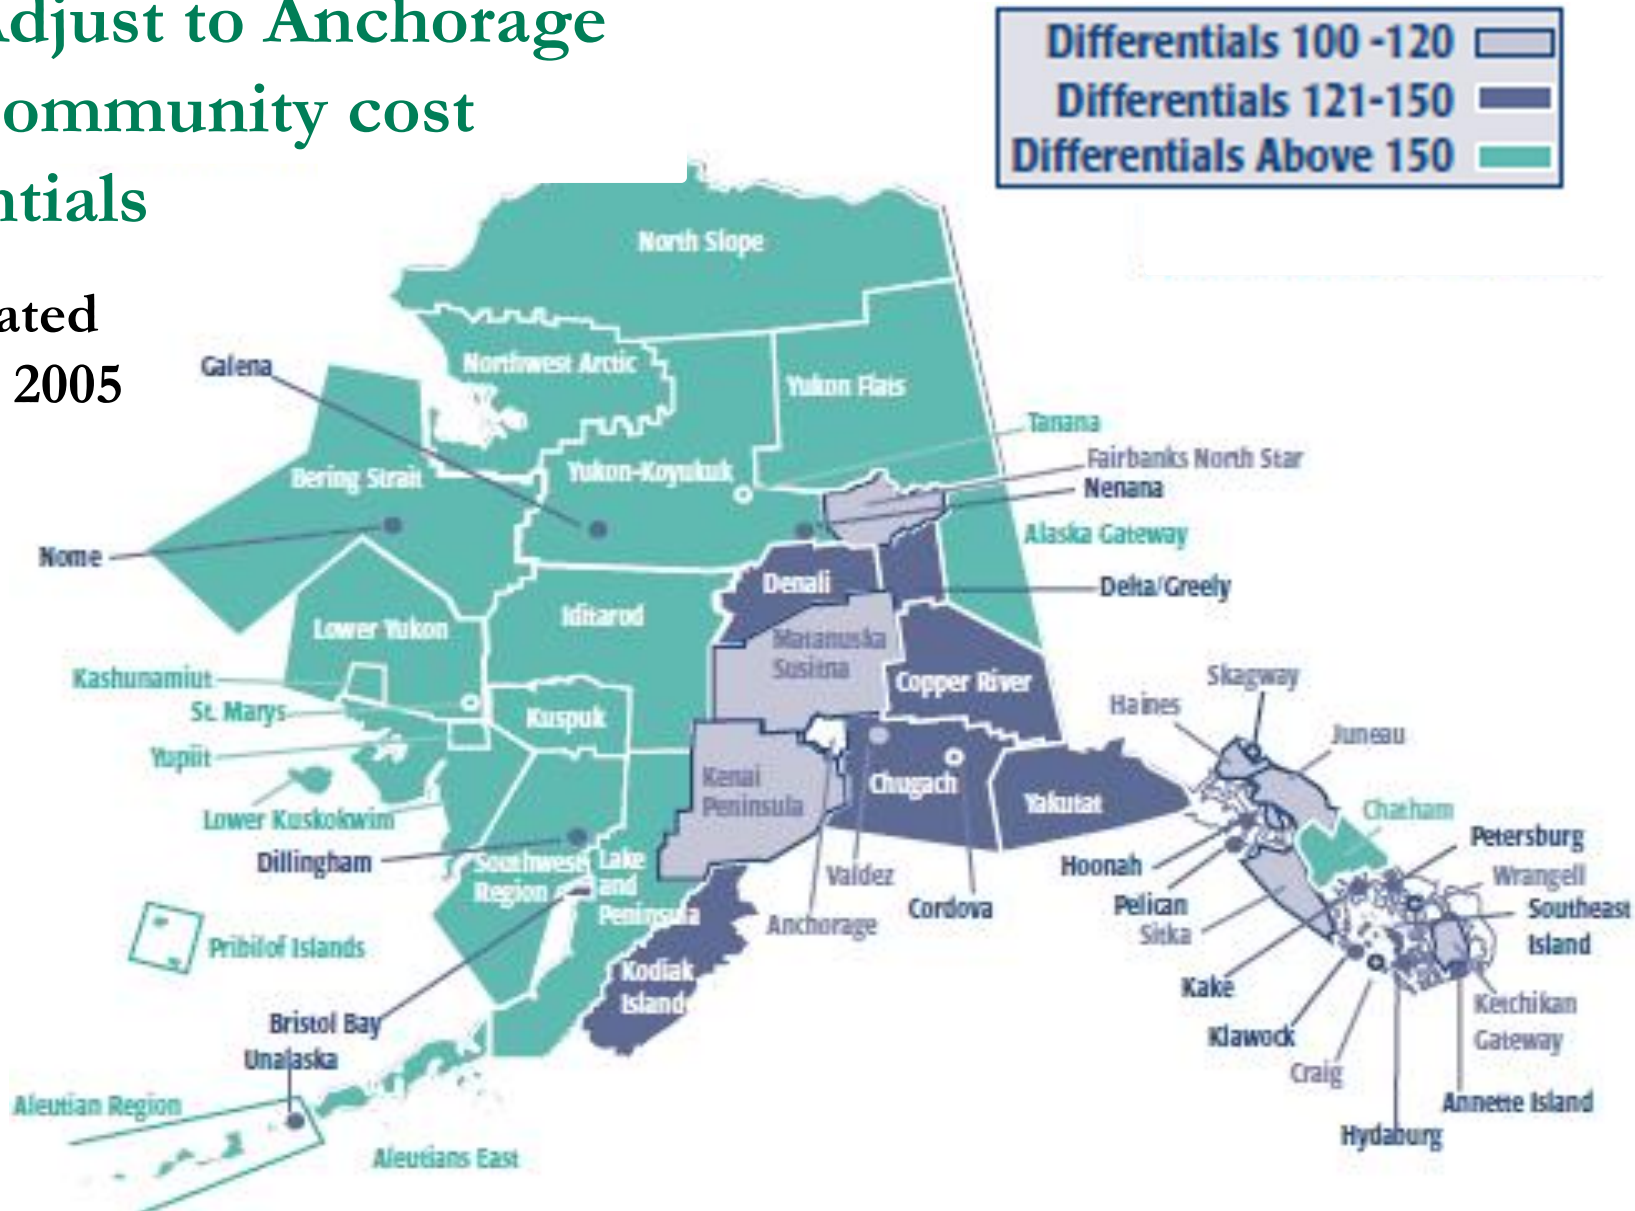 Adjust to Anchorage
ommunity cost
ntials
ated
2005
Differentials 100 -120
Differentials 121-150
Differentials Above 150
North Slope
Northwest Arctic
Galena
Yukon Flats
Tanana
Fairbanks North Star
Nenana
Bering Strait
Yukon-Koyukuk
Alaska Gateway
Nome
Denali
Delta/Greely
Lower Yukon
Iditarod
Matanuska
Susitna
Kashunamiut
Copper River
Skagway
Haines
St. Marys
Kuspuk
Juneau
Yupiit
Kenai
Peninsula
Chugach
Yakutat
Chatham
Lower Kuskokwim
Petersburg
Dillingham
Southwest
Region
Lake
and
Peninsula
Hoonah
Valdez
Wrangell
Pelican
Cordova
Southeast
Island
Anchorage
Sitka
Pribilof Islands
Kodiak
Island
Kake
Ketchikan
Gateway
Bristol Bay
Klawock
Unalaska
Craig
Aleutian Region
Annette Island
Hydaburg
Aleutians East